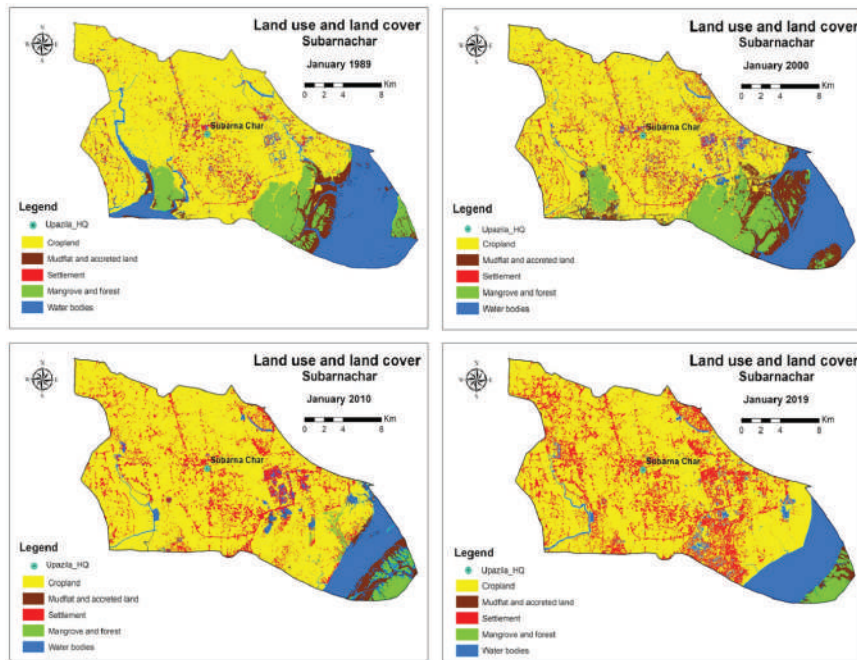 Land use and land cover
Subarnachar
January 1989
Km
0 2 4 8
N
W E
S
Subarna Char
Legend
Upazila_HQ
Cropland
Mudflat and accreted land
Settlement
Mangrove and forest
Water bodies
Land use and land cover
Subarnachar
January 2000
Km
0 2 4 8
N
W E
S
Subarna Char
Legend
Upazila_HQ
Cropland
Mudflat and accreted land
Settlement
Mangrove and forest
Water bodies
Land use and land cover
Subarnachar
January 2010
Km
0 2 4 8
N
W E
S
Subarna Char
Legend
Upazila_HQ
Cropland
Mudflat and accreted land
Settlement
Mangrove and forest
Water bodies
Land use and land cover
Subarnachar
January 2019
Km
0 2 4 8
N
W E
S
Subarna Char
Legend
Upazila_HQ
Cropland
Mudflat and accreted land
Settlement
Mangrove and forest
Water bodies